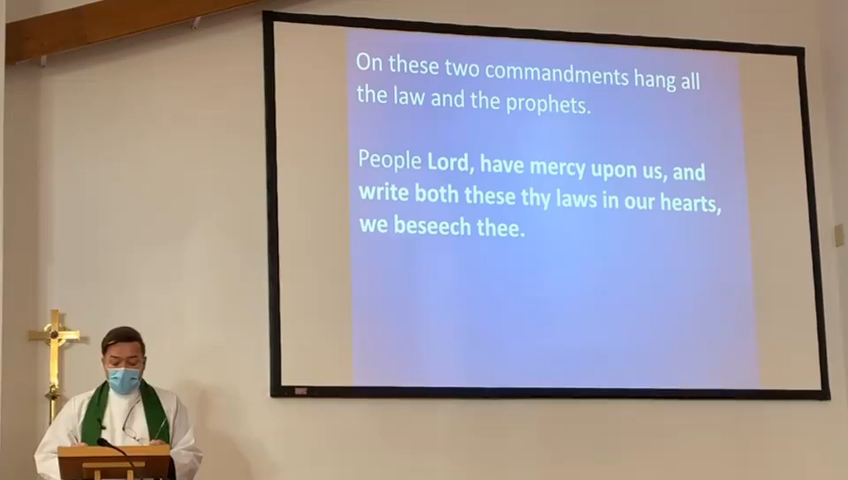 On these two commandments hang all
the law and the prophets.
People Lord, have mercy upon us, and
write both these thy laws in our hearts,
we beseech thee.